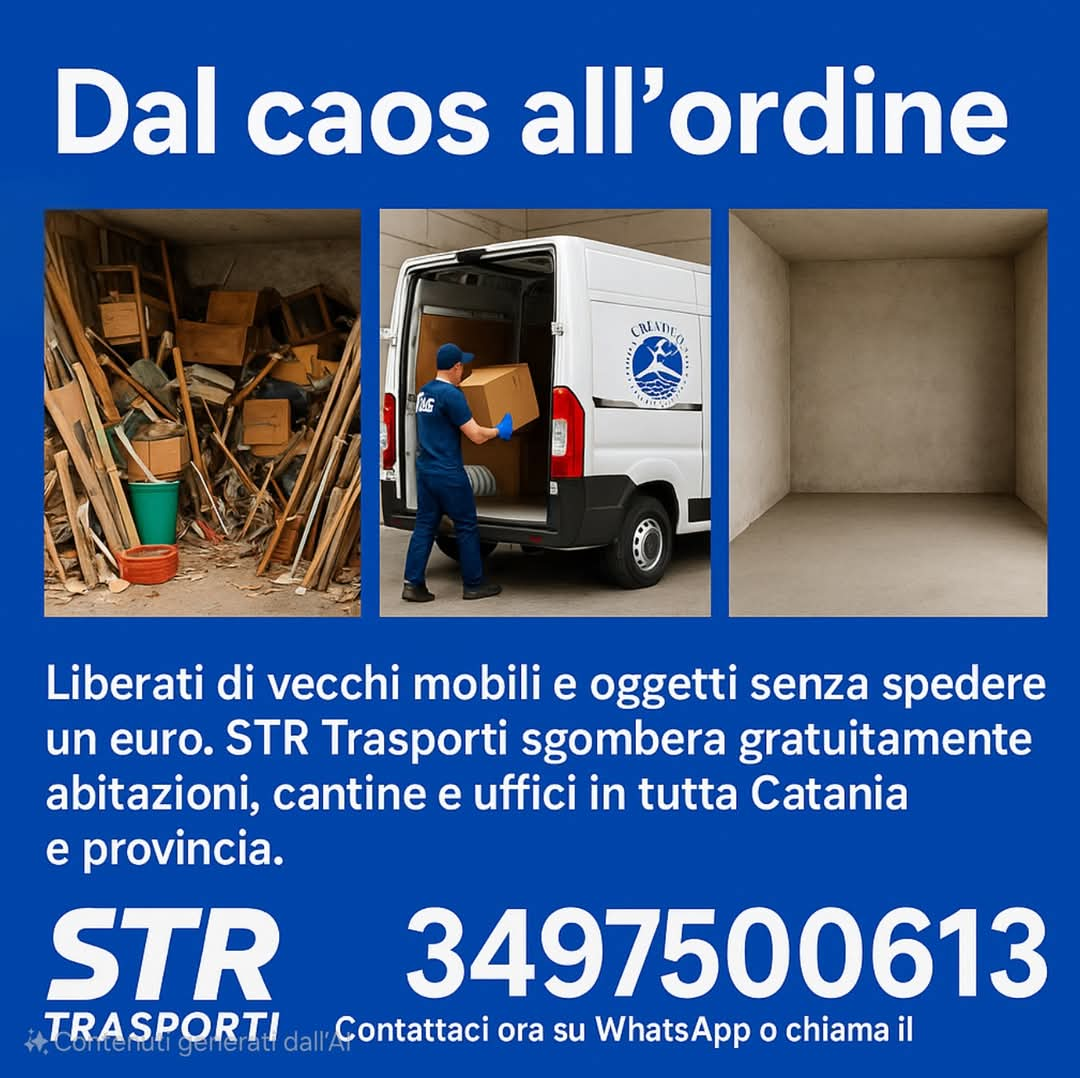 Dal caos all’ordine
Liberati di vecchi mobili e oggetti senza spedere
un euro. STR Trasporti sgombera gratuitamente
abitazioni, cantine e uffici in tutta Catania
e provincia.
STR
TRASPORTI
3497500613
Contattaci ora su WhatsApp o chiama il
Contenuti generati dall'AI